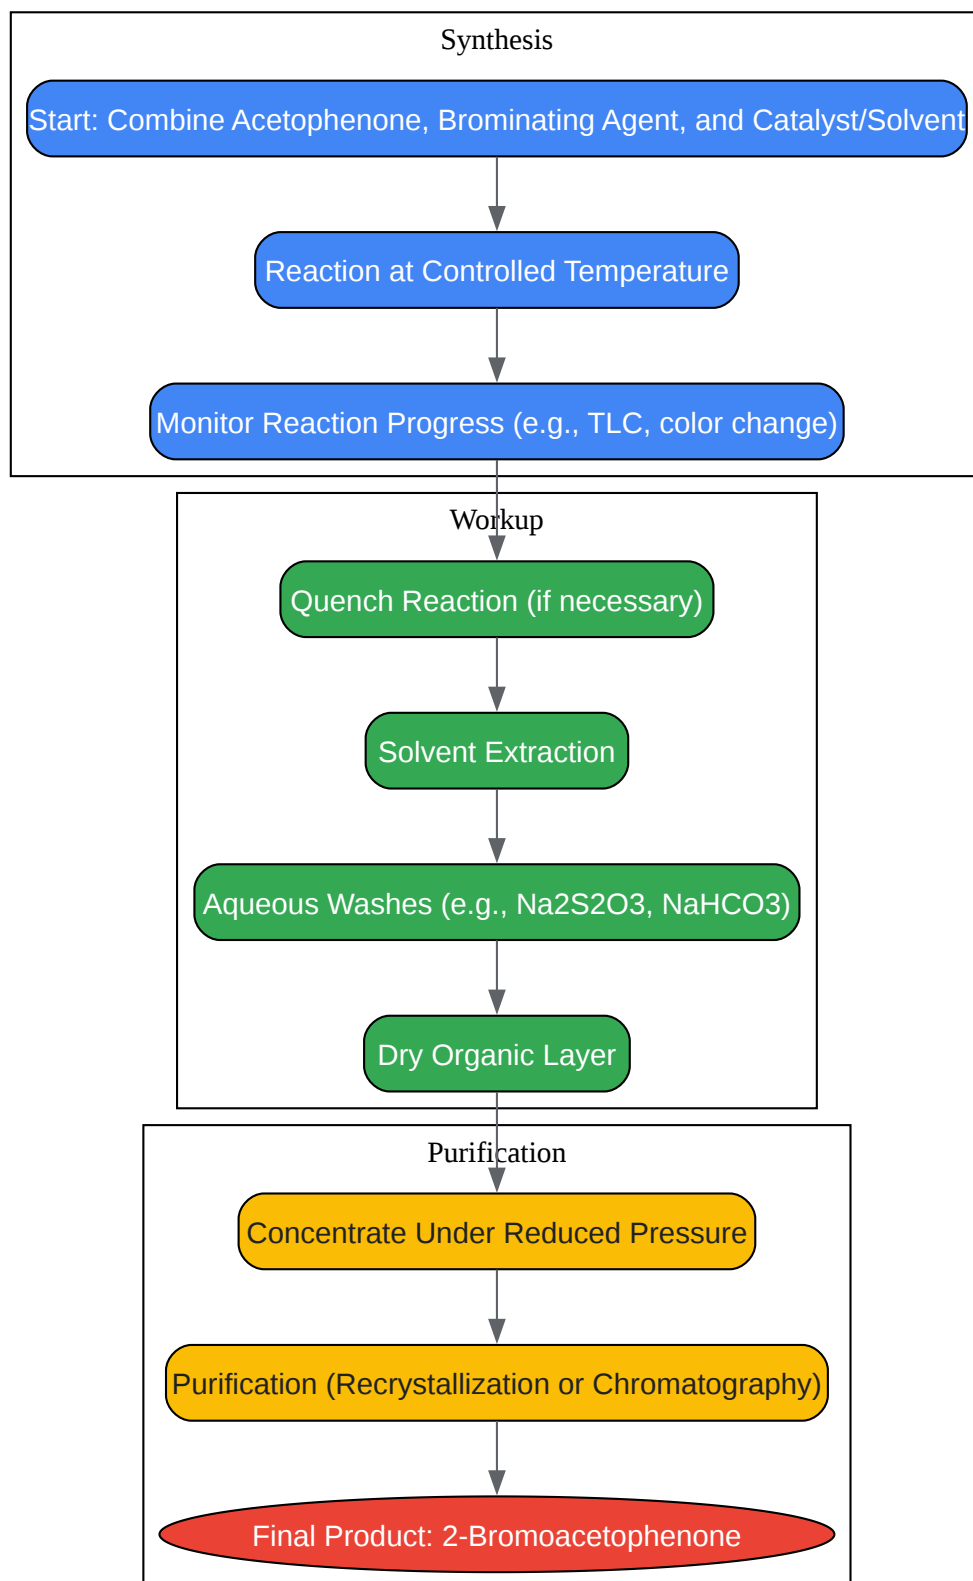 Synthesis
Start: Combine Acetophenone, Brominating Agent, and Catalyst/Solvent
Reaction at Controlled Temperature
Monitor Reaction Progress (e.g., TLC, color change)
Workup
Quench Reaction (if necessary)
Solvent Extraction
Aqueous Washes (e.g., Na2S2O3, NaHCO3)
Dry Organic Layer
Purification
Concentrate Under Reduced Pressure
Purification (Recrystallization or Chromatography)
Final Product: 2-Bromoacetophenone